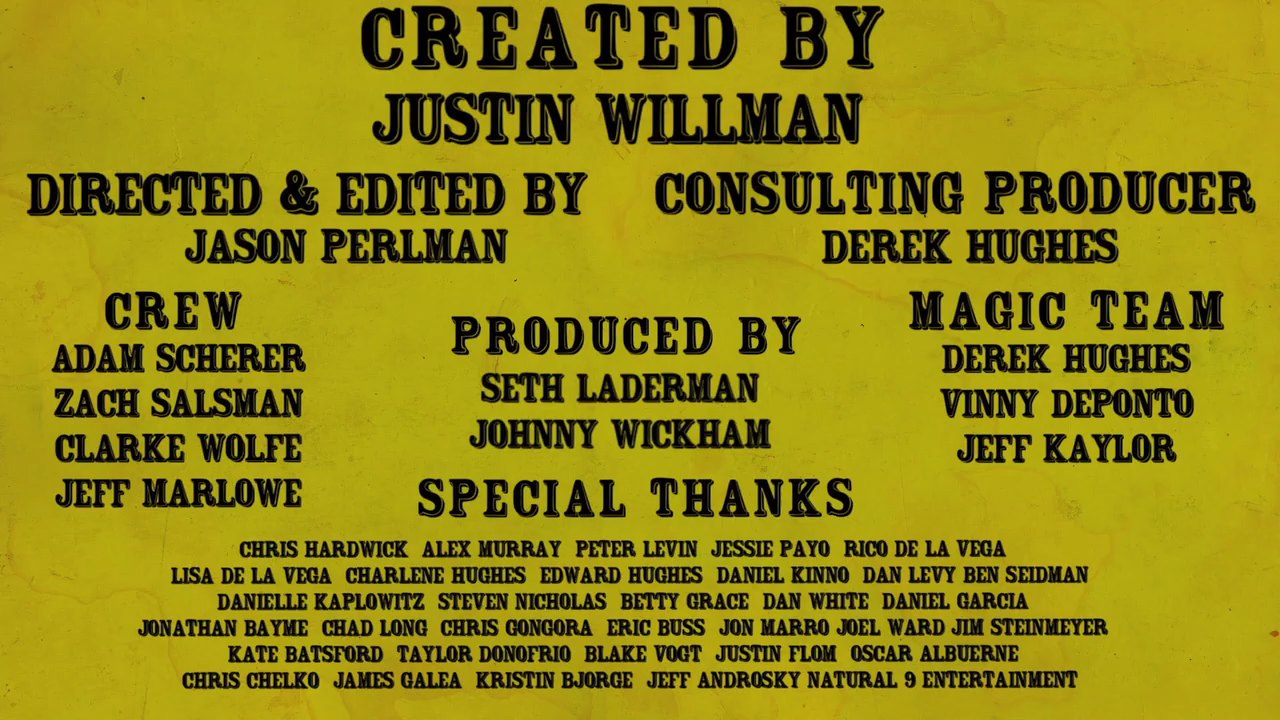 CREATED BY
JUSTIN WILLMAN
DIRECTED & EDITED BY
JASON PERLMAN
CONSULTING PRODUCER
DEREK HUGHES
CREW
ADAM SCHERER
ZACH SALSMAN
CLARKE WOLFE
JEFF MARLOWE
PRODUCED BY
SETH LADERMAN
JOHNNY WICKHAM
MAGIC TEAM
DEREK HUGHES
VINNY DEPONTO
JEFF KAYLOR
SPECIAL THANKS
CHRIS HARDWICK ALEX MURRAY PETER LEVIN JESSIE PAYO RICO DE LA VEGA
LISA DE LA VEGA CHARLENE HUGHES EDWARD HUGHES DANIEL KINNO DAN LEVY BEN SEIDMAN
DANIELLE KAPLOWITZ STEVEN NICHOLAS BETTY GRACE DAN WHITE DANIEL GARCIA
JONATHAN BAYME CHAD LONG CHRIS GONGORA ERIC BUSS JON MARRO JOEL WARD JIM STEINMEYER
KATE BATSFORD TAYLOR DONOFRIO BLAKE VOGT JUSTIN FLOM OSCAR ALBUERNE
CHRIS CHELKO JAMES GALEA KRISTIN BJORGE JEFF ANDROSKY NATURAL 9 ENTERTAINMENT